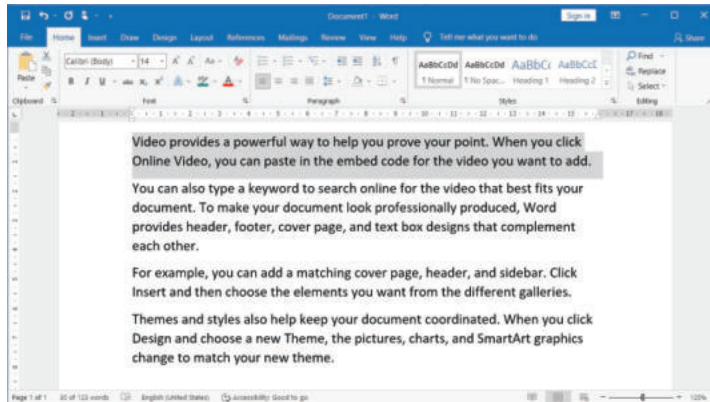 Document1 - Word
Sign in
File Home Insert Draw Design Layout References Mailings Review View Help Tell me what you want to do Share
Paste
Calibri (Body) 14
Find
Replace
Select
AaBbCcDd AaBbCcDd AaBbCc AaBbCcC
1 Normal 1 No Spac... Heading 1 Heading 2
Clipboard Font Paragraph Styles Editing
Video provides a powerful way to help you prove your point. When you click
Online Video, you can paste in the embed code for the video you want to add.
You can also type a keyword to search online for the video that best fits your
document. To make your document look professionally produced, Word
provides header, footer, cover page, and text box designs that complement
each other.
For example, you can add a matching cover page, header, and sidebar. Click
Insert and then choose the elements you want from the different galleries.
Themes and styles also help keep your document coordinated. When you click
Design and choose a new Theme, the pictures, charts, and SmartArt graphics
change to match your new theme.
Page 1 of 1 30 of 123 words English (United States) Accessibility: Good to go 120%